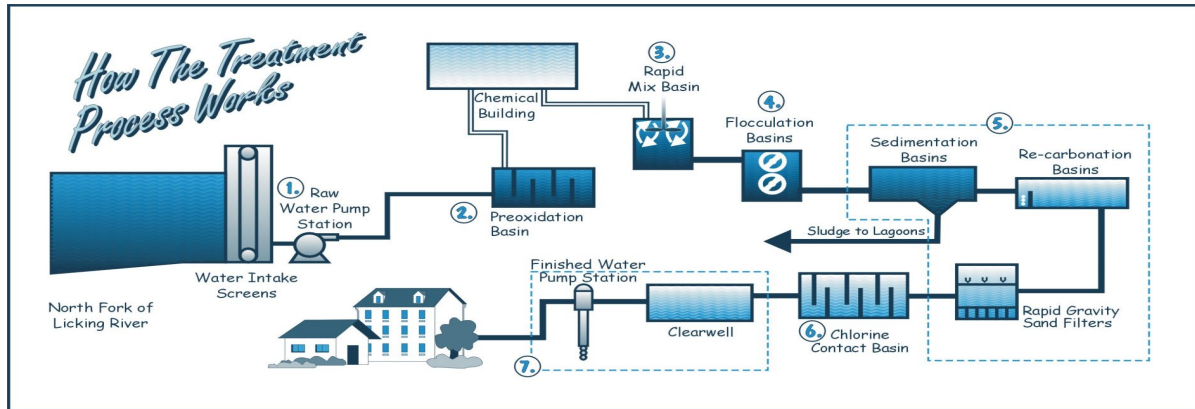 How The Treatment
Process Works
Chemical
Building
3.
Rapid
Mix Basin
4.
Flocculation
Basins
5.
Sedimentation
Basins
Re-carbonation
Basins
1. Raw
Water Pump
Station
2. Preoxidation
Basin
Sludge to Lagoons
Water Intake
Screens
North Fork of
Licking River
Finished Water
Pump Station
Clearwell
6. Chlorine
Contact Basin
Rapid Gravity
Sand Filters
7.